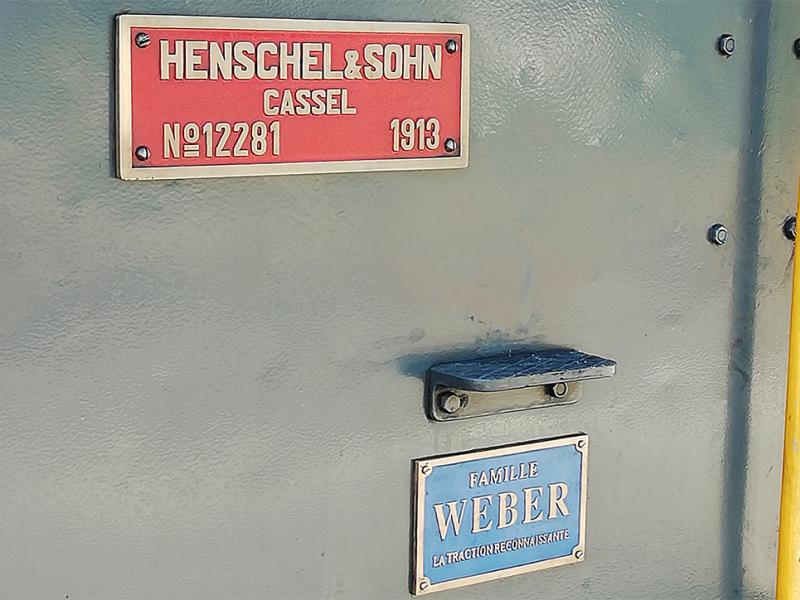 HENSCHEL&SOHN
CASSEL
Nº12281 1913
FAMILLE
WEBER
LA TRACTION RECONNAISSANTE